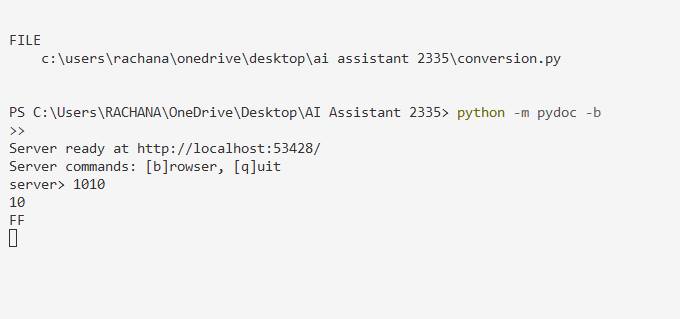 FILE
c:\users\rachana\onedrive\desktop\ai assistant 2335\conversion.py
PS C:\Users\RACHANA\OneDrive\Desktop\AI Assistant 2335> python -m pydoc -b
>>
Server ready at http://localhost:53428/
Server commands: [b]rowser, [q]uit
server> 1010
10
FF